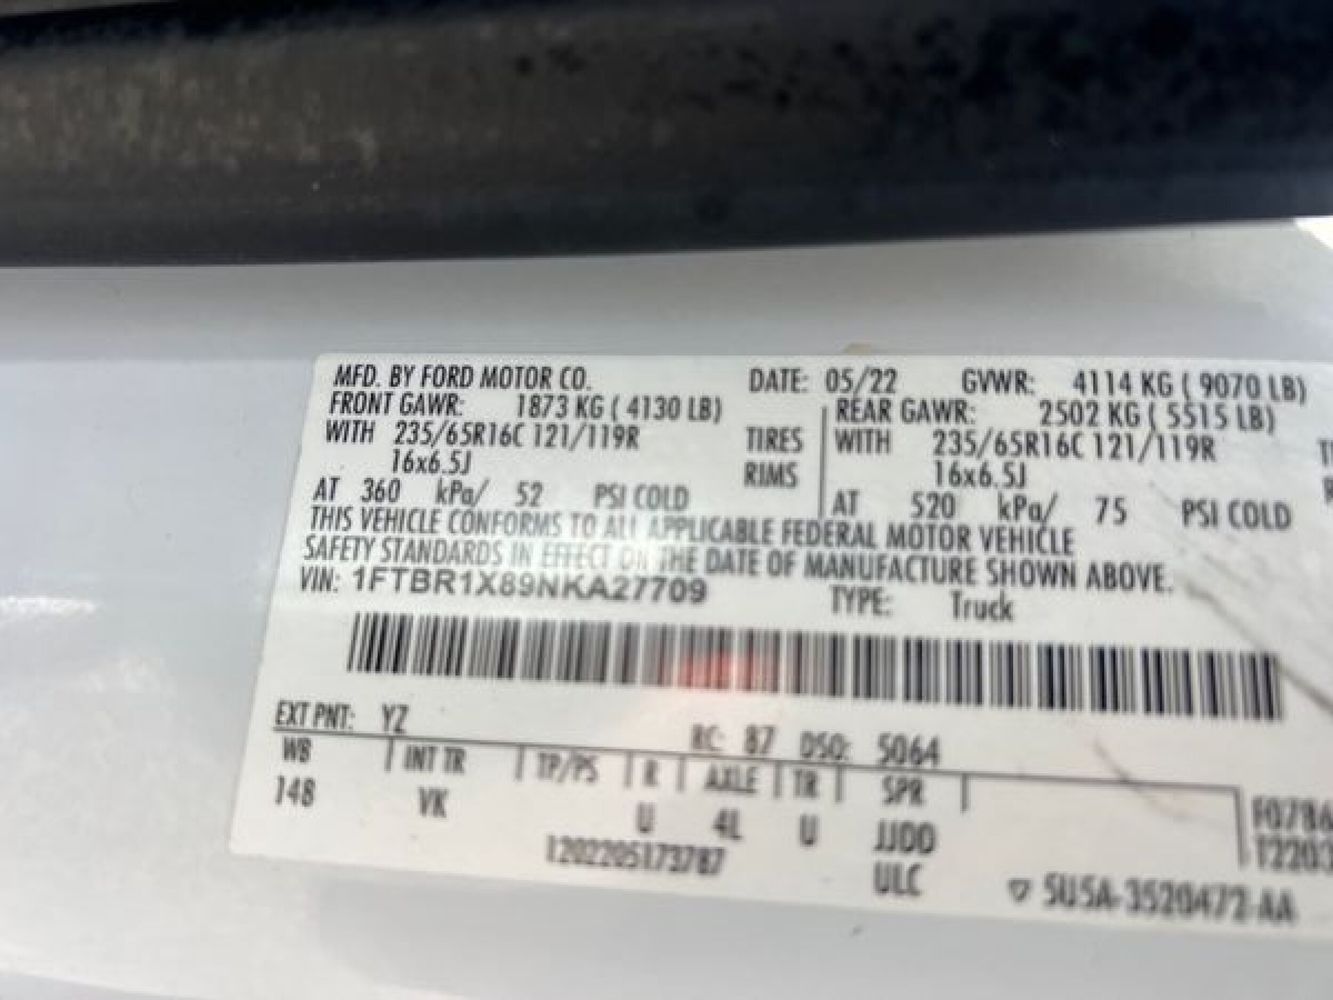 MFD. BY FORD MOTOR CO. DATE: 05/22 GVWR: 4114 KG ( 9070 LB)
FRONT GAWR: 1873 KG ( 4130 LB) REAR GAWR: 2502 KG ( 5515 LB)
WITH 235/65R16C 121/119R TIRES WITH 235/65R16C 121/119R
16x6.5J RIMS 16x6.5J
AT 360 kPa/ 52 PSI COLD AT 520 kPa/ 75 PSI COLD
THIS VEHICLE CONFORMS TO ALL APPLICABLE FEDERAL MOTOR VEHICLE
SAFETY STANDARDS IN EFFECT ON THE DATE OF MANUFACTURE SHOWN ABOVE.
VIN: 1FTBR1X89NKA27709 TYPE: Truck
EXT PNT: YZ RC: 87 DSO: 5064
WB INT TR TP/PS R AXLE TR SPR
148 VK U 4L U JJDD
1202205173787 ULC
5U5A-3520472-AA